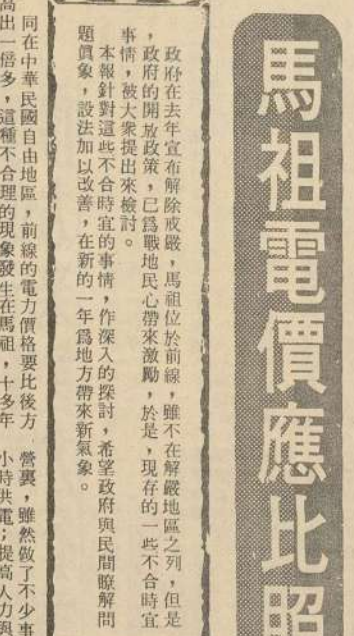 馬祖電價應比照
政府在去年宣布解除戒嚴，馬祖位於前線，雖不在解嚴地區之列，但是
，政府的開放政策，已爲戰地民心帶來激勵，於是，現存的一些不合時宜
事情，被大衆提出來檢討。
本報針對這些不合時宜的事情，作深入的探討，希望政府與民間瞭解問
題眞象，設法加以改善，在新的一年爲地方帶來新氣象。
同在中華民國自由地區，前線的電力價格要比後方
高出一倍多，這種不合理的現象發生在馬祖，十多年
營裏，雖然做了不少事
小時供電；提高人力與